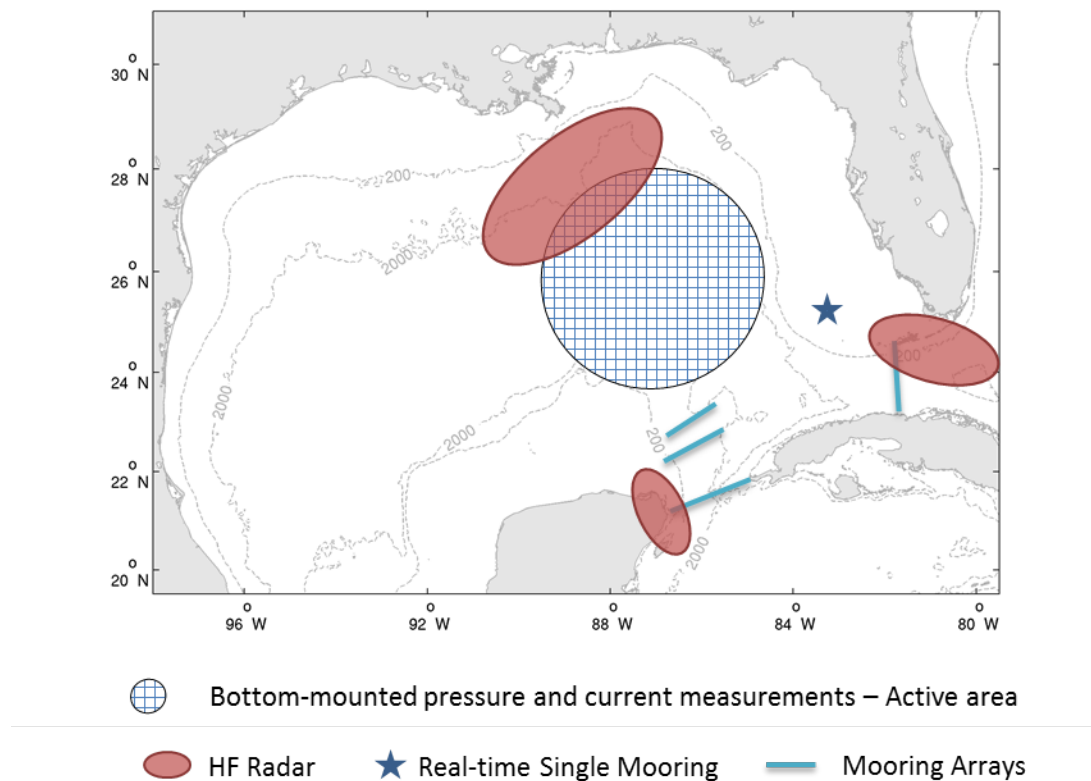 30° N
200
28° N
200
2000
26° N
200
24° N
2000
2000
200
22° N
2000
20° N
96° W 92° W 88° W 84° W 80° W
Bottom-mounted pressure and current measurements – Active area
HF Radar Real-time Single Mooring Mooring Arrays